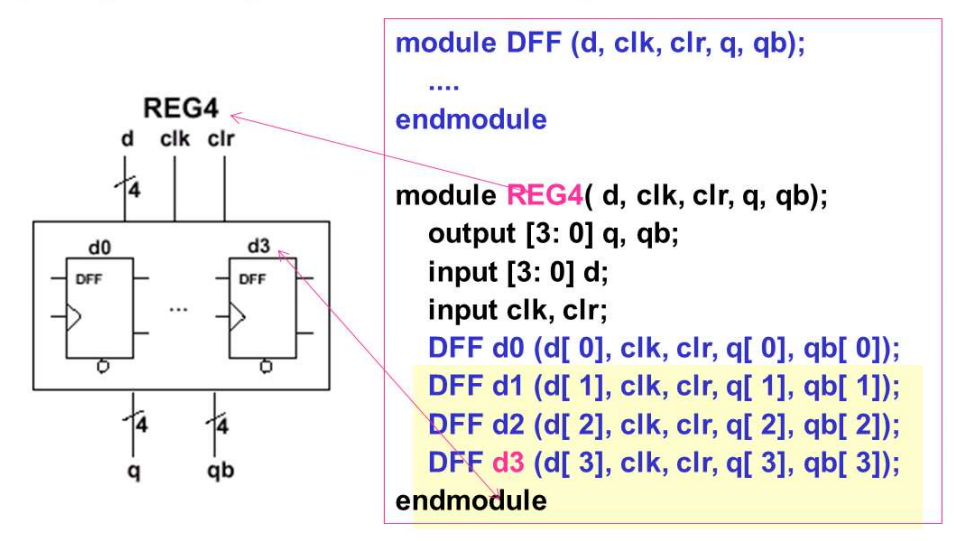 REG4
d clk clr
4
d0 d3
DFF DFF
...
4 4
q qb
module DFF (d, clk, clr, q, qb);
....
endmodule
module REG4( d, clk, clr, q, qb);
output [3: 0] q, qb;
input [3: 0] d;
input clk, clr;
DFF d0 (d[ 0], clk, clr, q[ 0], qb[ 0]);
DFF d1 (d[ 1], clk, clr, q[ 1], qb[ 1]);
DFF d2 (d[ 2], clk, clr, q[ 2], qb[ 2]);
DFF d3 (d[ 3], clk, clr, q[ 3], qb[ 3]);
endmodule